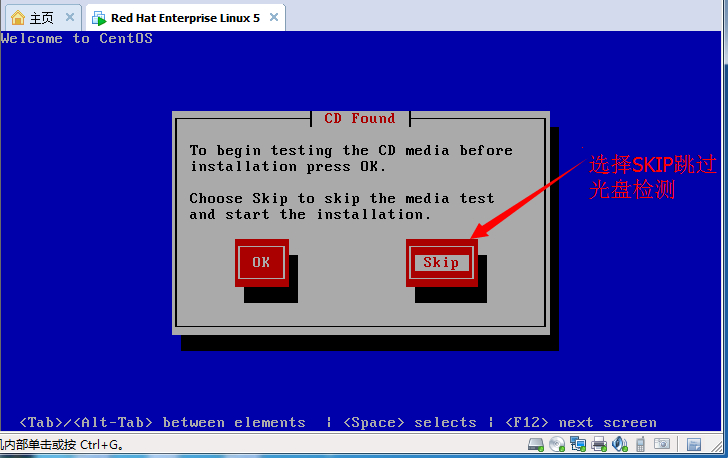 主页
Red Hat Enterprise Linux 5
Welcome to CentOS
CD Found
To begin testing the CD media before
installation press OK.
Choose Skip to skip the media test
and start the installation.
OK
Skip
选择SKIP跳过
光盘检测
<Tab>/<Alt-Tab> between elements | <Space> selects | <F12> next screen
机内部单击或按 Ctrl+G。